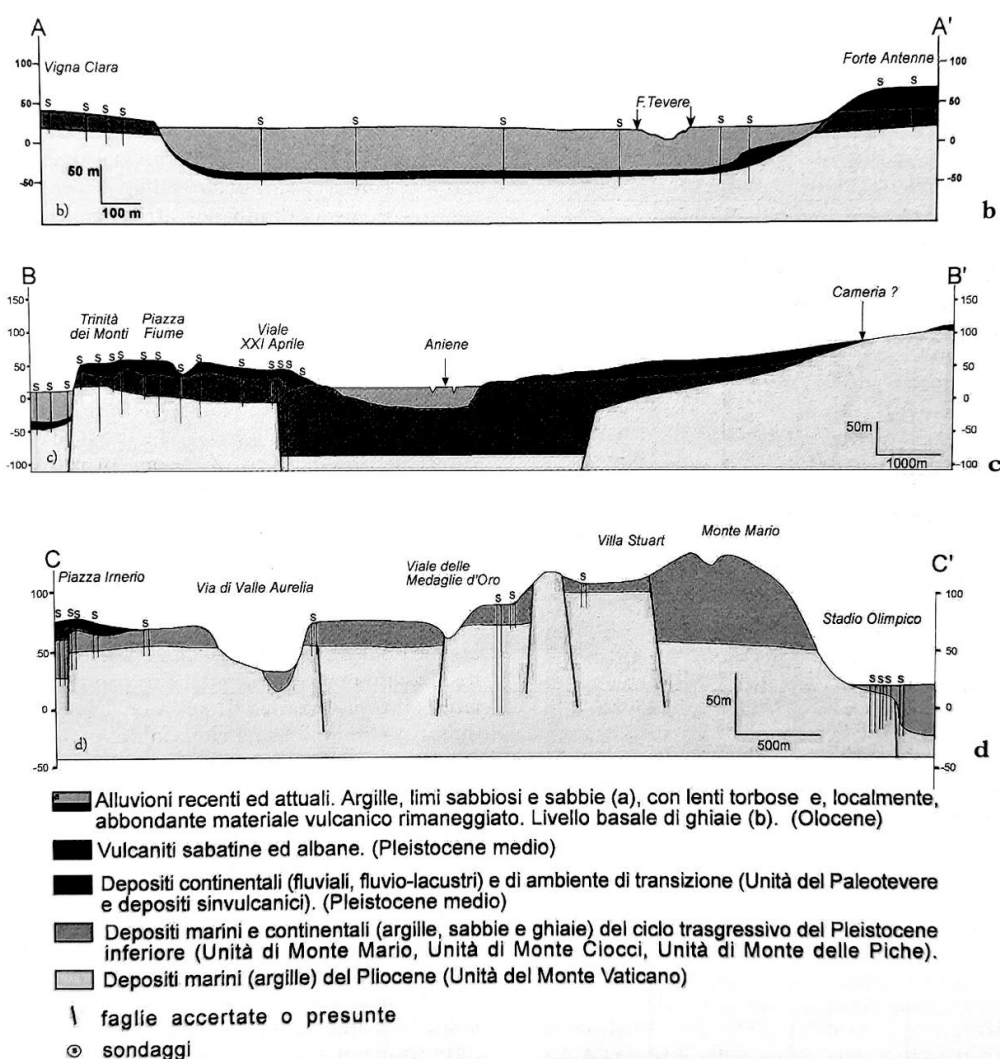 A A'
Vigna Clara Forte Antenne
F.Tevere
S S S S S S S S S S S S
100 100
50 50
0 0
-50 -50
50 m
100 m
b) b
B B'
Trinità dei Monti
Piazza Fiume
Viale XXI Aprile
Aniene
Cameria ?
150 150
100 100
50 50
0 0
-50 -50
-100 -100
50m
1000m
c) c
C C'
Piazza Irnerio
Via di Valle Aurelia
Viale delle Medaglie d'Oro
Villa Stuart
Monte Mario
Stadio Olimpico
100 100
50 50
0 0
-50 -50
50m
500m
d) d
Alluvioni recenti ed attuali. Argille, limi sabbiosi e sabbie (a), con lenti torbose e, localmente,
abbondante materiale vulcanico rimaneggiato. Livello basale di ghiaie (b). (Olocene)
Vulcaniti sabatine ed albane. (Pleistocene medio)
Depositi continentali (fluviali, fluvio-lacustri) e di ambiente di transizione (Unità del Paleotevere
e depositi sinvulcanici). (Pleistocene medio)
Depositi marini e continentali (argille, sabbie e ghiaie) del ciclo trasgressivo del Pleistocene
inferiore (Unità di Monte Mario, Unità di Monte Ciocci, Unità di Monte delle Piche).
Depositi marini (argille) del Pliocene (Unità del Monte Vaticano)
faglie accertate o presunte
sondaggi